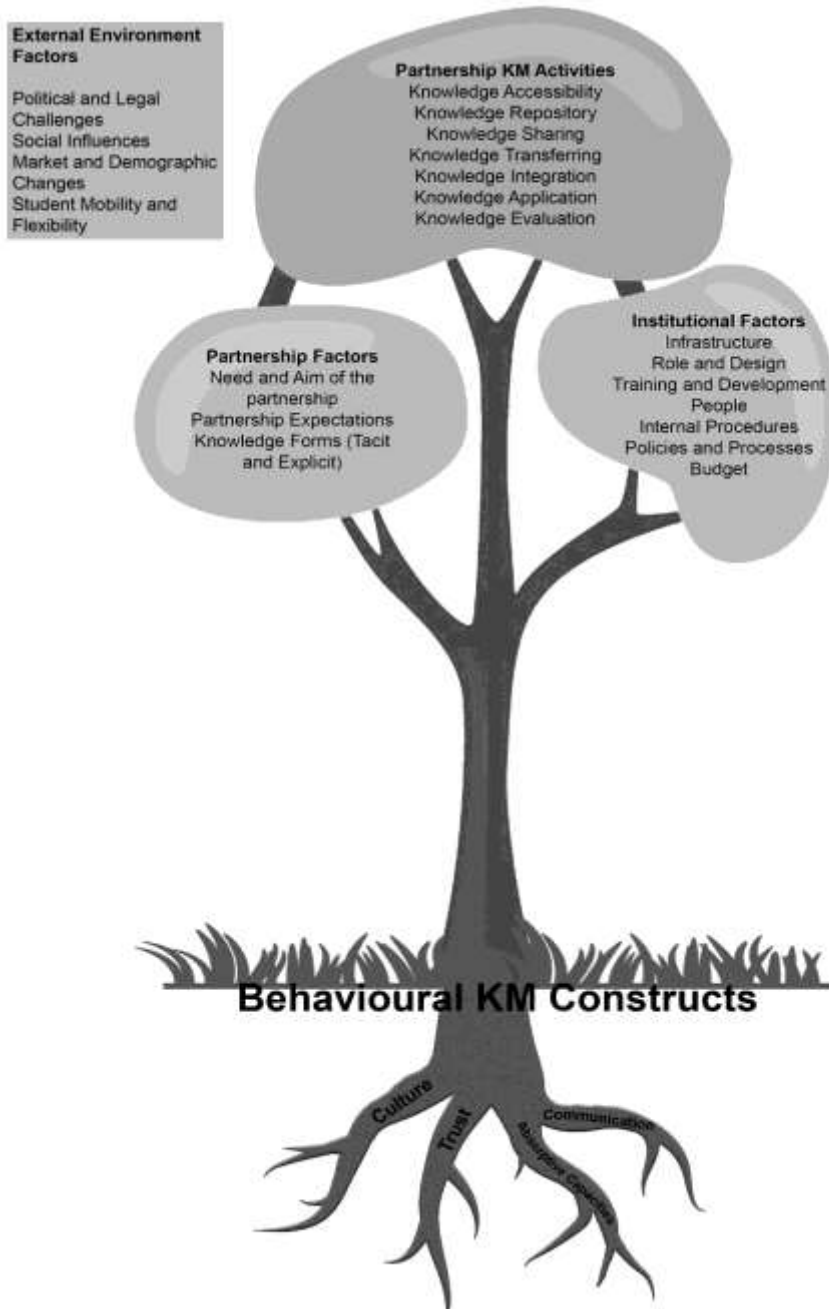 External Environment
Factors
Political and Legal
Challenges
Social Influences
Market and Demographic
Changes
Student Mobility and
Flexibility
Partnership KM Activities
Knowledge Accessibility
Knowledge Repository
Knowledge Sharing
Knowledge Transferring
Knowledge Integration
Knowledge Application
Knowledge Evaluation
Partnership Factors
Need and Aim of the
partnership
Partnership Expectations
Knowledge Forms (Tacit
and Explicit)
Institutional Factors
Infrastructure
Role and Design
Training and Development
People
Internal Procedures
Policies and Processes
Budget
Behavioural KM Constructs
Culture
Trust
Absorptive Capacities
Communication